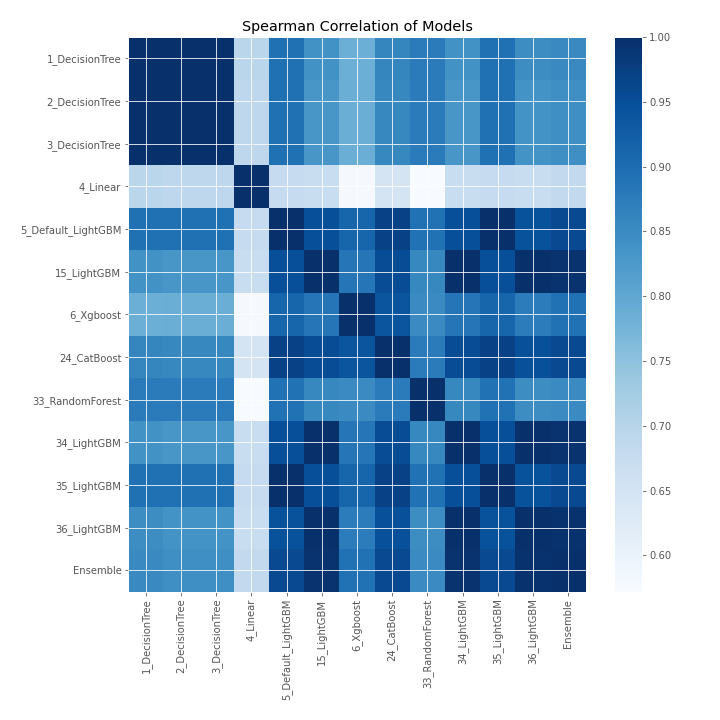 Spearman Correlation of Models
1_DecisionTree
2_DecisionTree
3_DecisionTree
4_Linear
5_Default_LightGBM
15_LightGBM
6_Xgboost
24_CatBoost
33_RandomForest
34_LightGBM
35_LightGBM
36_LightGBM
Ensemble
1_DecisionTree
2_DecisionTree
3_DecisionTree
4_Linear
5_Default_LightGBM
15_LightGBM
6_Xgboost
24_CatBoost
33_RandomForest
34_LightGBM
35_LightGBM
36_LightGBM
Ensemble
1.00
0.95
0.90
0.85
0.80
0.75
0.70
0.65
0.60